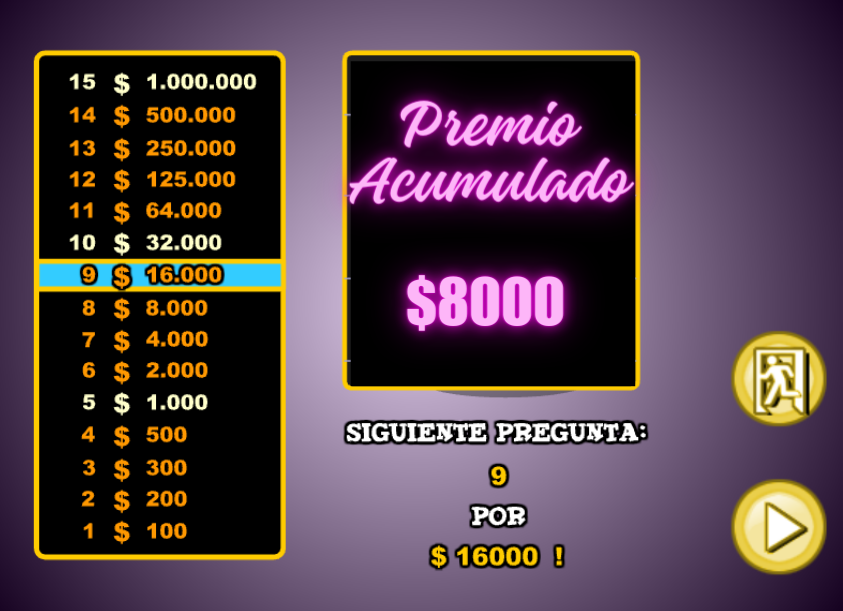 15 $ 1.000.000
14 $ 500.000
13 $ 250.000
12 $ 125.000
11 $ 64.000
10 $ 32.000
9 $ 16.000
8 $ 8.000
7 $ 4.000
6 $ 2.000
5 $ 1.000
4 $ 500
3 $ 300
2 $ 200
1 $ 100
Premio
Acumulado
$8000
SIGUIENTE PREGUNTA:
9
POR
$ 16000 !